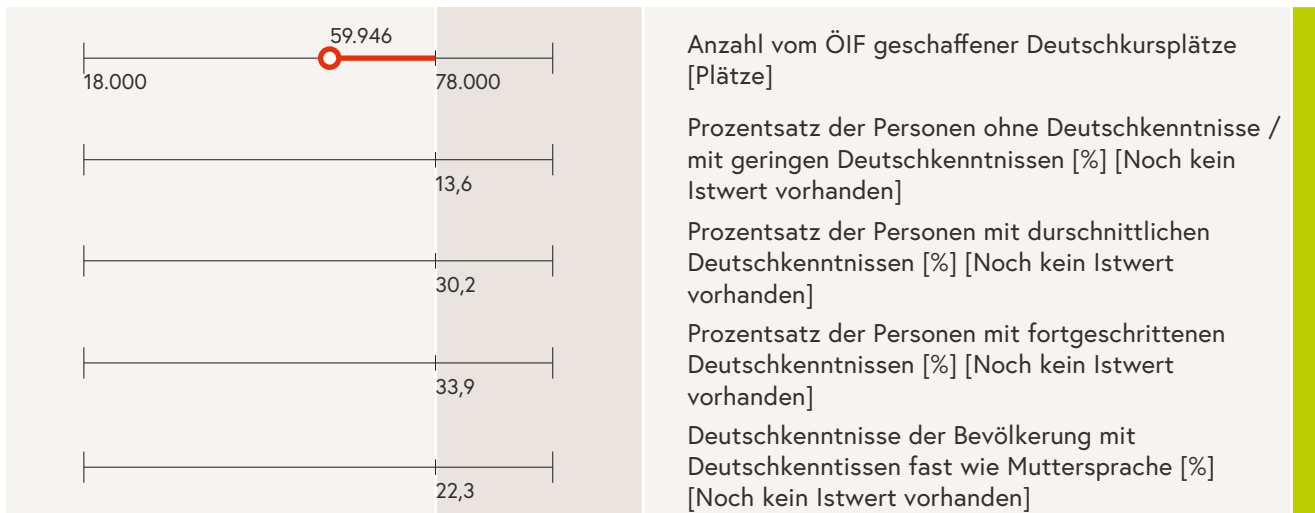 59.946
18.000
78.000
Anzahl vom ÖIF geschaffener Deutschkursplätze
[Plätze]
13,6
Prozentsatz der Personen ohne Deutschkenntnisse /
mit geringen Deutschkenntnissen [%] [Noch kein
Istwert vorhanden]
30,2
Prozentsatz der Personen mit durschnittlichen
Deutschkenntnissen [%] [Noch kein Istwert
vorhanden]
33,9
Prozentsatz der Personen mit fortgeschrittenen
Deutschkenntnissen [%] [Noch kein Istwert
vorhanden]
22,3
Deutschkenntnisse der Bevölkerung mit
Deutschkenntissen fast wie Muttersprache [%]
[Noch kein Istwert vorhanden]